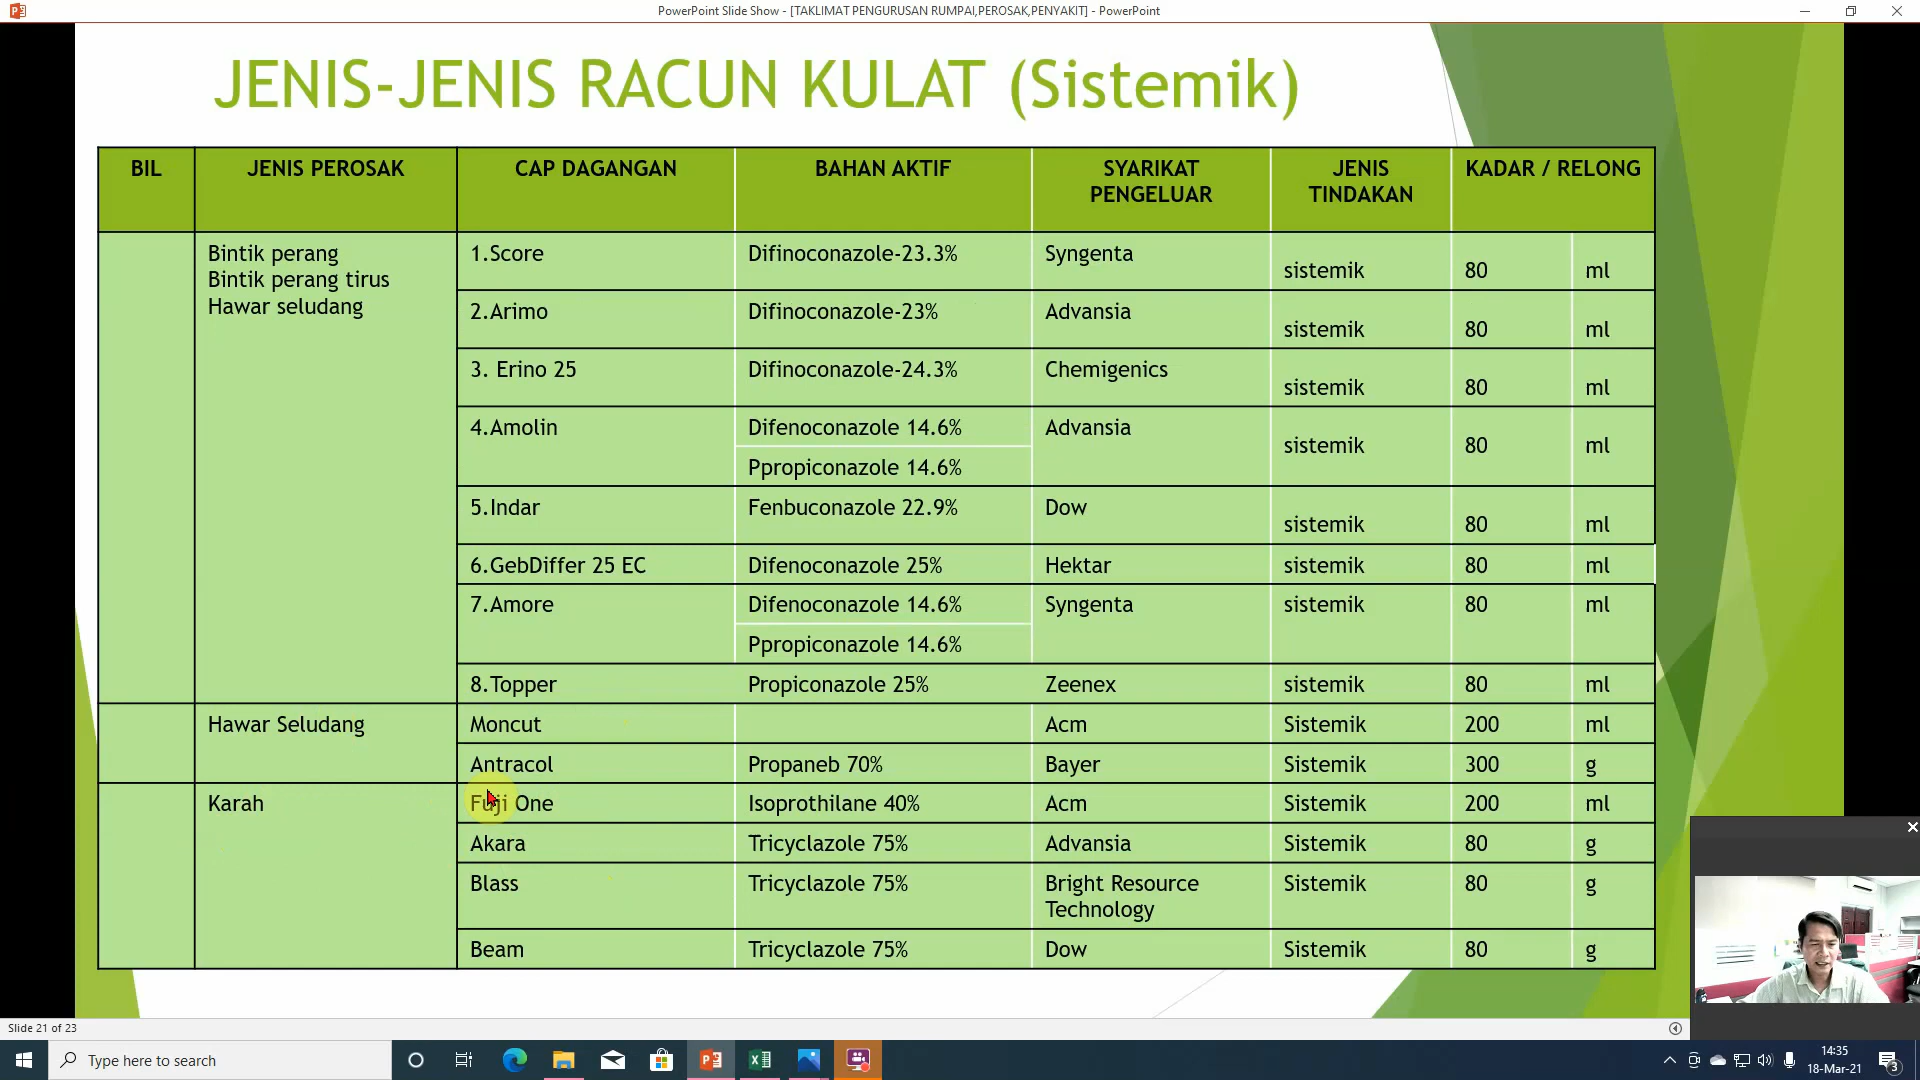 PowerPoint Slide Show - [TAKLIMAT PENGURUSAN RUMPAI,PEROSAK,PENYAKIT] - PowerPoint
JENIS-JENIS RACUN KULAT (Sistemik)
BIL JENIS PEROSAK CAP DAGANGAN BAHAN AKTIF SYARIKAT PENGELUAR JENIS TINDAKAN KADAR / RELONG
Bintik perang
Bintik perang tirus
Hawar seludang
1.Score Difinoconazole-23.3% Syngenta sistemik 80 ml
2.Arimo Difinoconazole-23% Advansia sistemik 80 ml
3. Erino 25 Difinoconazole-24.3% Chemigenics sistemik 80 ml
4.Amolin Difenoconazole 14.6% Advansia sistemik 80 ml
Ppropiconazole 14.6%
5.Indar Fenbuconazole 22.9% Dow sistemik 80 ml
6.GebDiffer 25 EC Difenoconazole 25% Hektar sistemik 80 ml
7.Amore Difenoconazole 14.6% Syngenta sistemik 80 ml
Ppropiconazole 14.6%
8.Topper Propiconazole 25% Zeenex sistemik 80 ml
Hawar Seludang Moncut Acm Sistemik 200 ml
Antracol Propaneb 70% Bayer Sistemik 300 g
Karah Fuji One Isoprothilane 40% Acm Sistemik 200 ml
Akara Tricyclazole 75% Advansia Sistemik 80 g
Blass Tricyclazole 75% Bright Resource Technology Sistemik 80 g
Beam Tricyclazole 75% Dow Sistemik 80 g
Slide 21 of 23
Type here to search
14:35
18-Mar-21
3